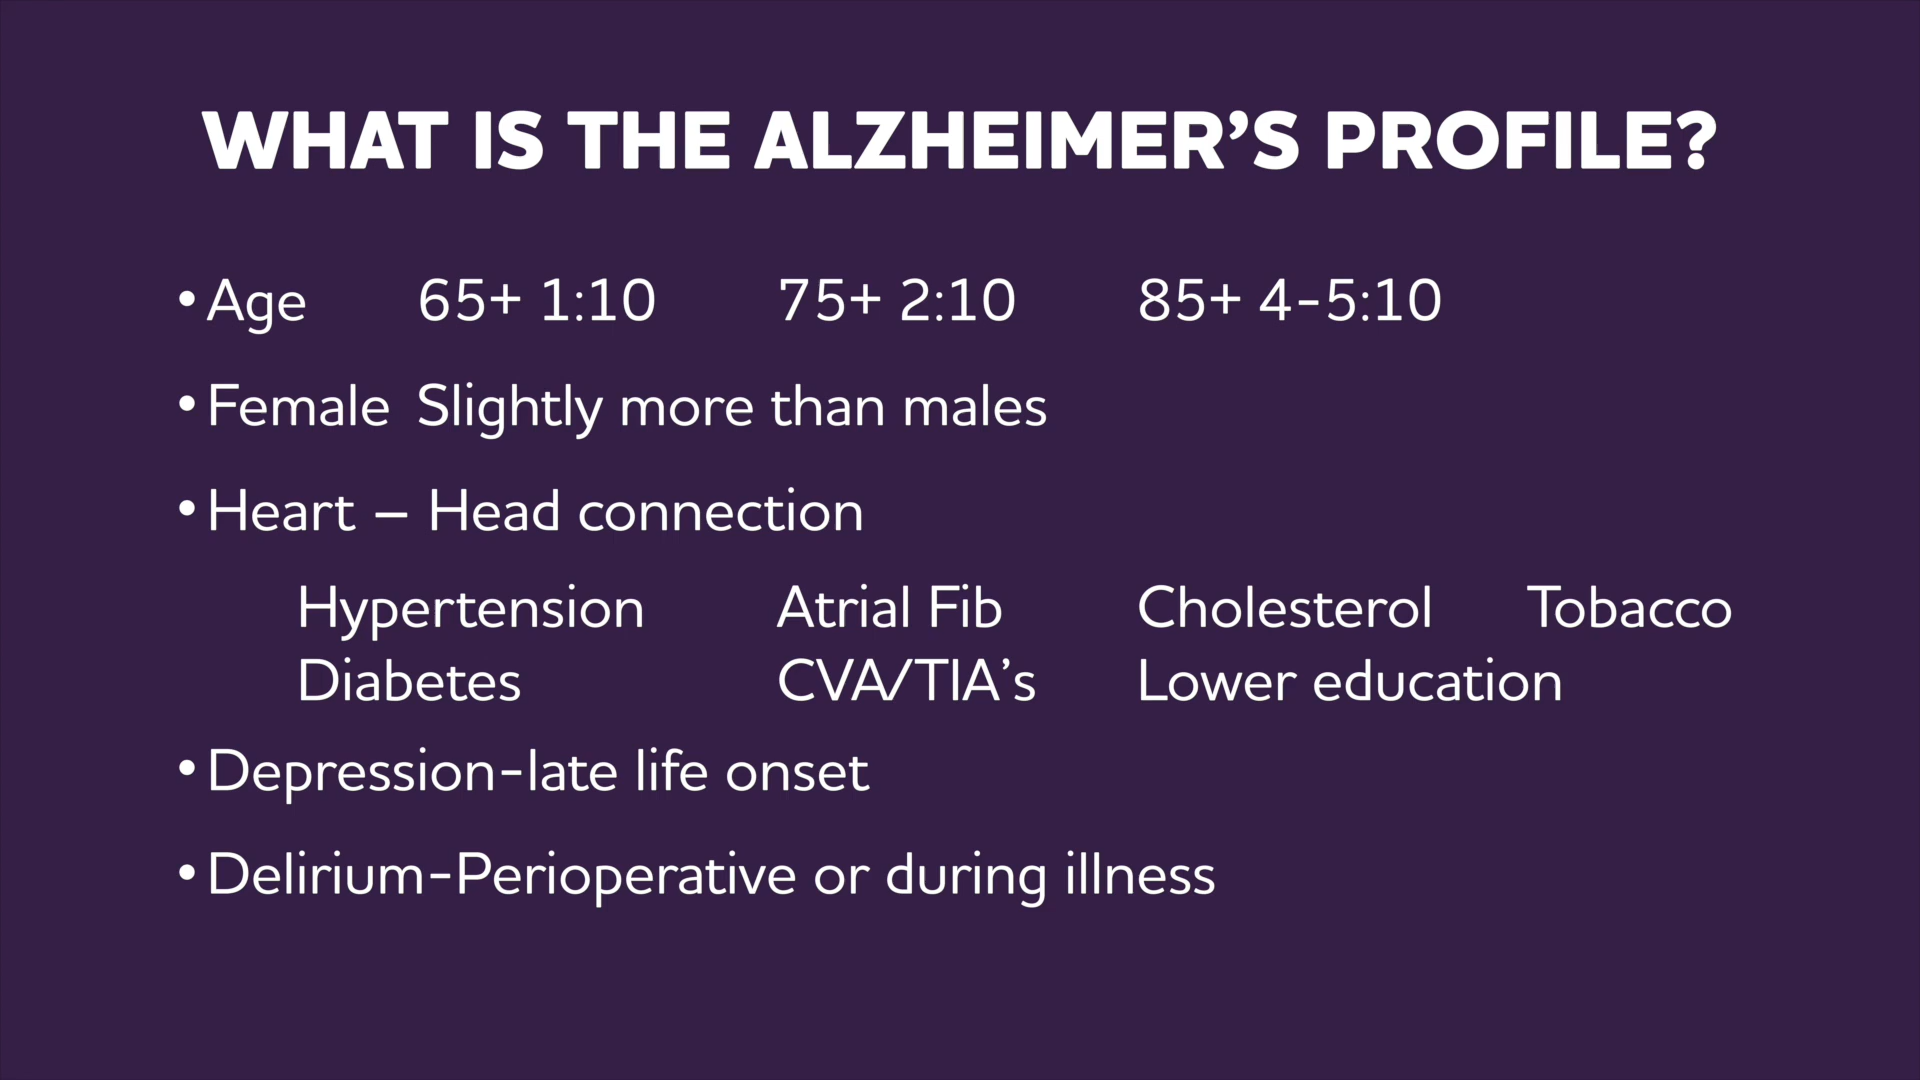 WHAT IS THE ALZHEIMER’S PROFILE?
• Age 65+ 1:10 75+ 2:10 85+ 4-5:10
• Female Slightly more than males
• Heart – Head connection
Hypertension Atrial Fib Cholesterol Tobacco
Diabetes CVA/TIA’s Lower education
• Depression-late life onset
• Delirium-Perioperative or during illness